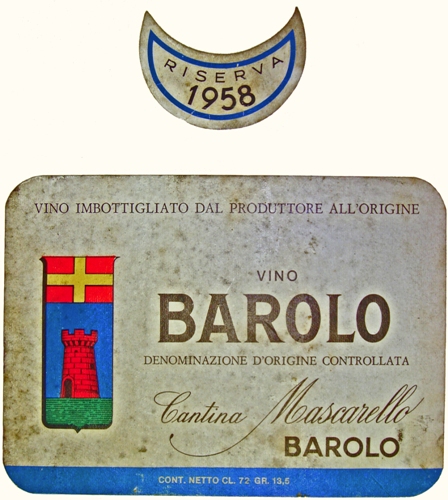 RISERVA
1958
VINO IMBOTTIGLIATO DAL PRODUTTORE ALL'ORIGINE
VINO
BAROLO
DENOMINAZIONE D'ORIGINE CONTROLLATA
Cantina Mascarello
BAROLO
CONT. NETTO CL. 72 GR. 13,5